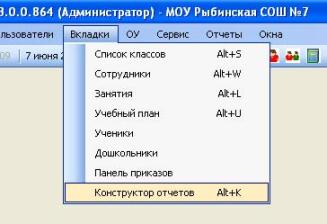 3.0.0.864 (Администратор) - МОУ Рыбинская СОШ №7
льзователи Вкладки ОУ Сервис Отчеты Окна
09 7 июня 2
Список классов Alt+S
Сотрудники Alt+W
Занятия Alt+L
Учебный план Alt+U
Ученики
Дошкольники
Панель приказов
Конструктор отчетов Alt+K